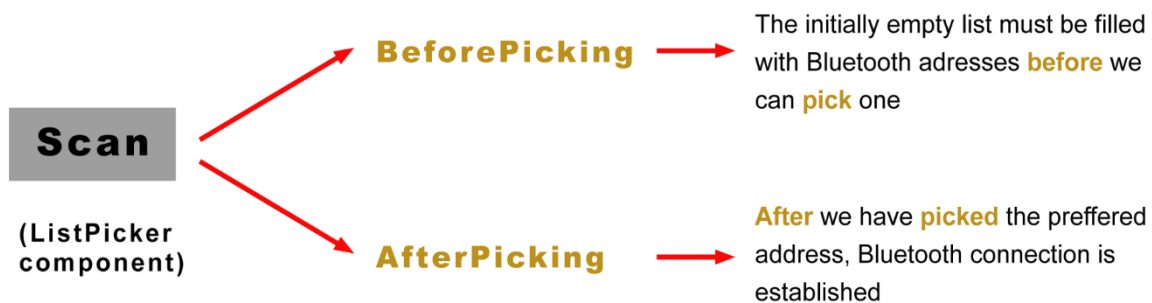 Scan
(ListPicker
component)
BeforePicking
The initially empty list must be filled
with Bluetooth adresses before we
can pick one
AfterPicking
After we have picked the preffered
address, Bluetooth connection is
established